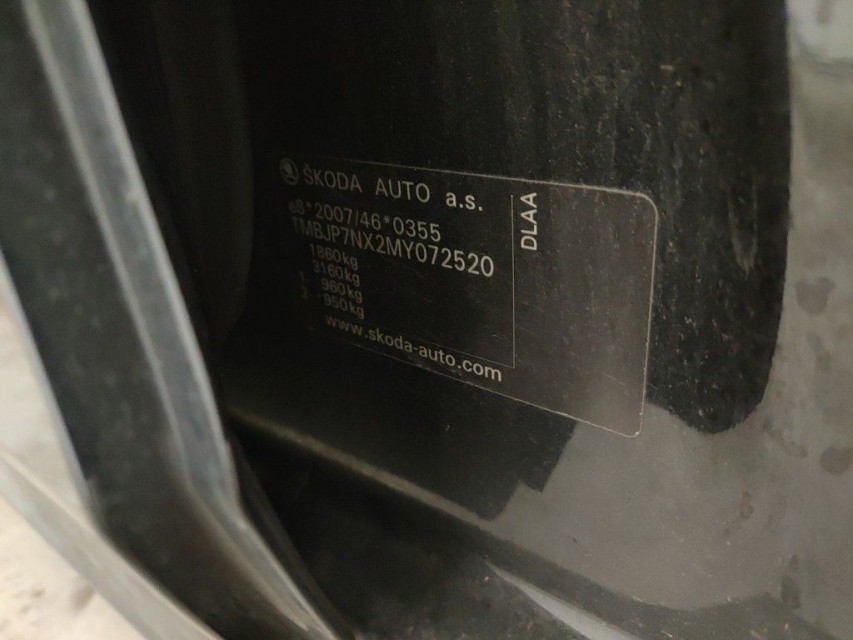 ŠKODA AUTO a.s.
e8*2007/46*0355
TMBJP7NX2MY072520
1860kg
3160kg
1- 960kg
2- 950kg
www.skoda-auto.com
DLAA